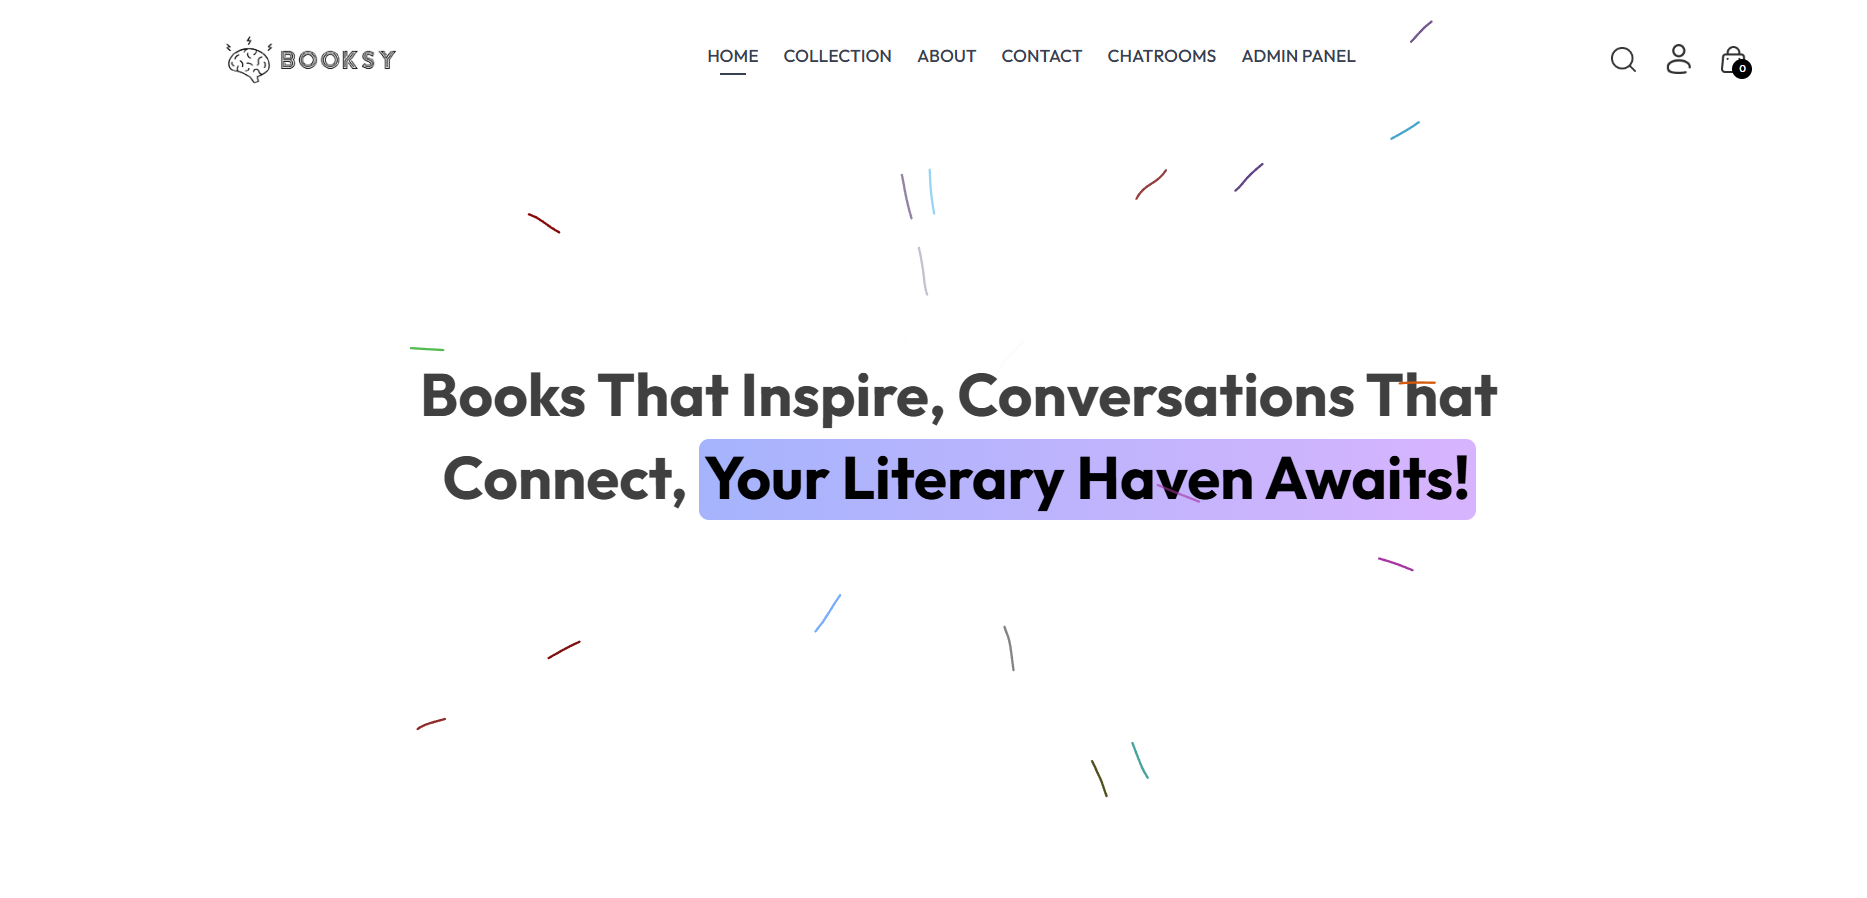 BOOKSY
HOME COLLECTION ABOUT CONTACT CHATROOMS ADMIN PANEL
0
Books That Inspire, Conversations That
Connect, Your Literary Haven Awaits!